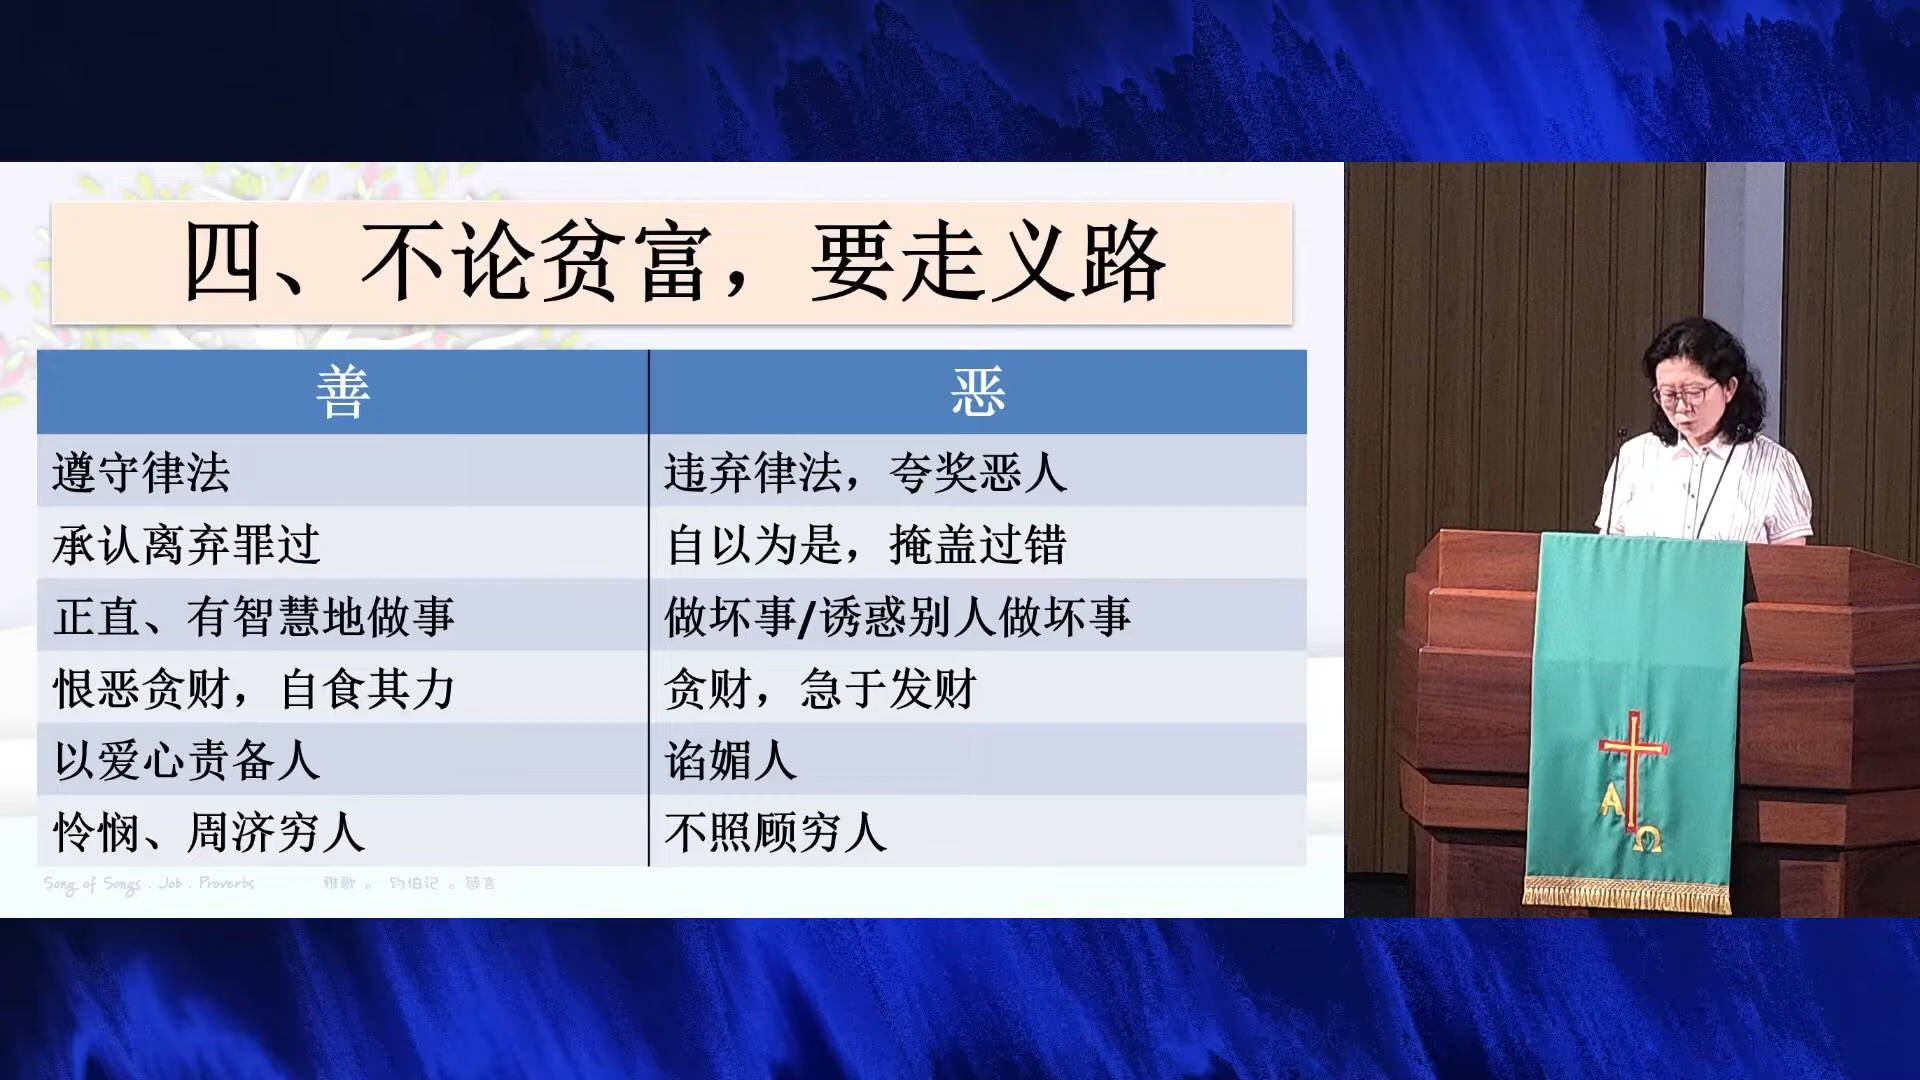 四、不论贫富，要走义路
善 恶
遵守律法 违弃律法，夸奖恶人
承认离弃罪过 自以为是，掩盖过错
正直、有智慧地做事 做坏事/诱惑别人做坏事
恨恶贪财，自食其力 贪财，急于发财
以爱心责备人 谄媚人
怜悯、周济穷人 不照顾穷人
Song of Songs . Job . Proverbs 雅歌 。 约伯记 。 箴言
Α
Ω